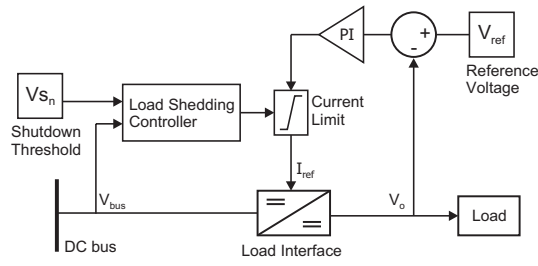 PI
+
-
V_ref
Reference
Voltage
Vs_n
Shutdown
Threshold
Load Shedding
Controller
Current
Limit
I_ref
V_bus
V_o
Load
DC bus
Load Interface